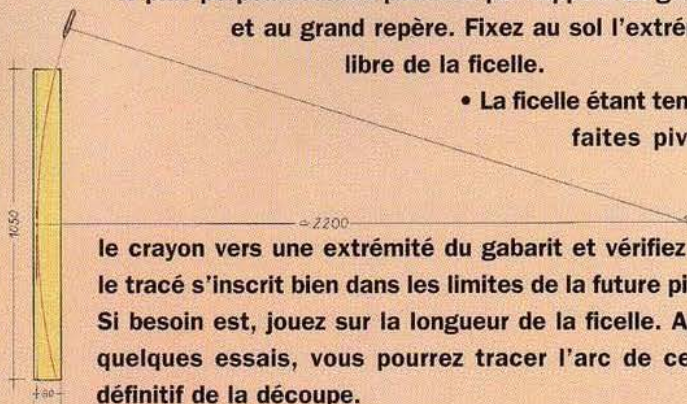 et au grand repère. Fixez au sol l'extré
libre de la ficelle.
• La ficelle étant ten
faites piv
1050
2200
le crayon vers une extrémité du gabarit et vérifiez
le tracé s'inscrit bien dans les limites de la future pi
Si besoin est, jouez sur la longueur de la ficelle. A
quelques essais, vous pourrez tracer l'arc de ce
définitif de la découpe.
80